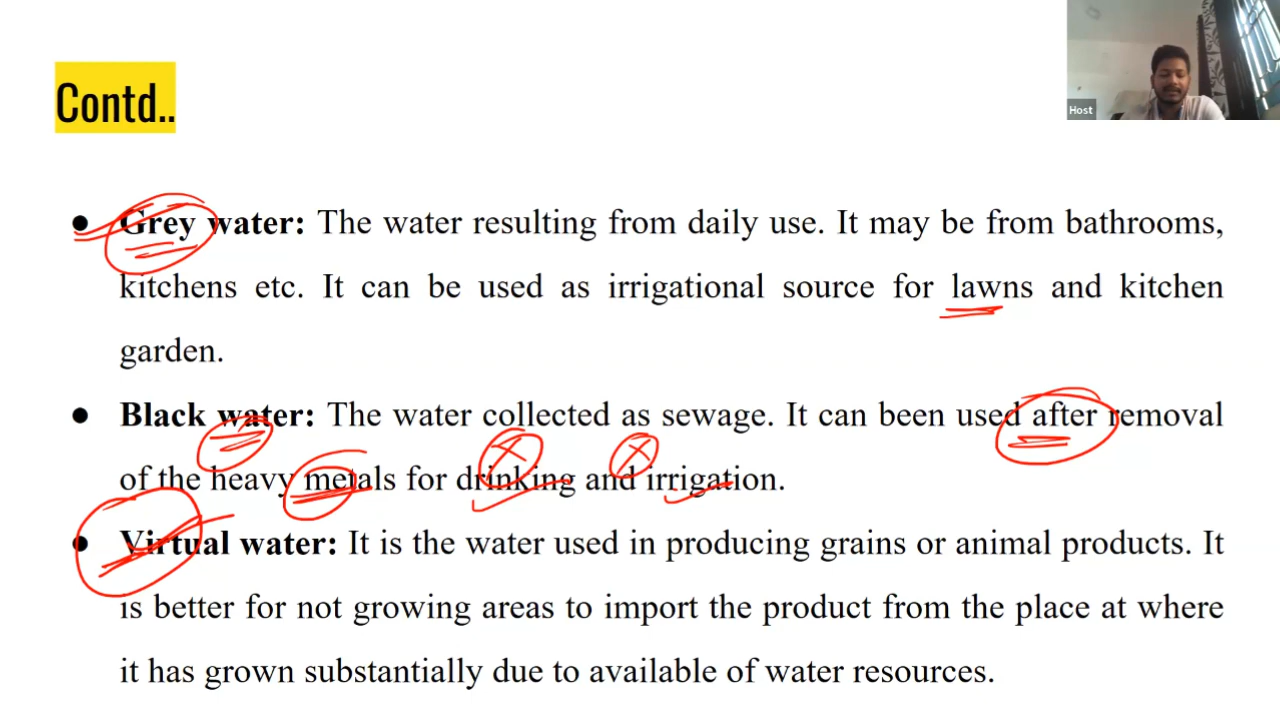 Contd..
Host
● Grey water: The water resulting from daily use. It may be from bathrooms,
kitchens etc. It can be used as irrigational source for lawns and kitchen
garden.
● Black water: The water collected as sewage. It can been used after removal
of the heavy metals for drinking and irrigation.
● Virtual water: It is the water used in producing grains or animal products. It
is better for not growing areas to import the product from the place at where
it has grown substantially due to available of water resources.